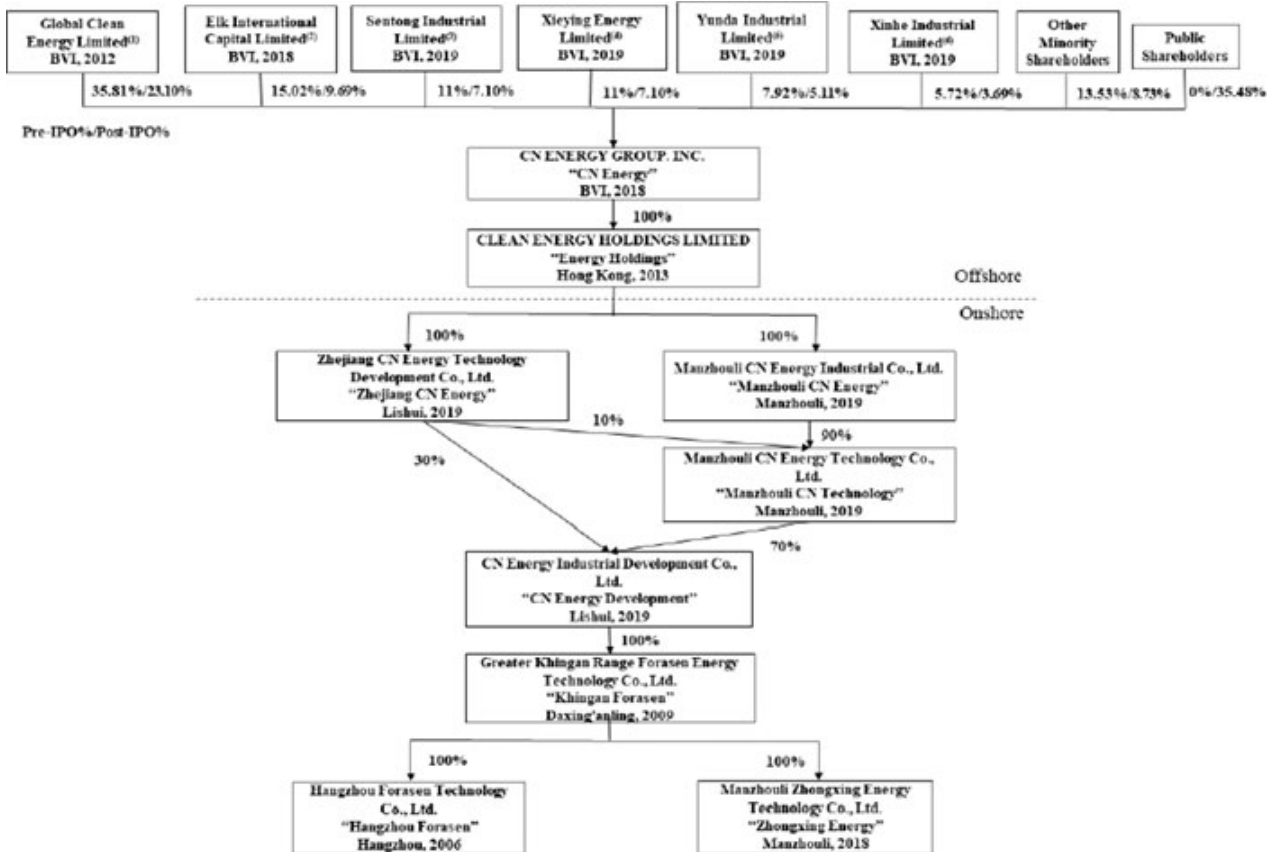 Global Clean
Energy Limited(1)
BVI, 2012
Elk International
Capital Limited(2)
BVI, 2018
Sentong Industrial
Limited(3)
BVI, 2019
Xieying Energy
Limited(4)
BVI, 2019
Yunda Industrial
Limited(6)
BVI, 2019
Xinhe Industrial
Limited(6)
BVI, 2019
Other
Minority
Shareholders
Public
Shareholders
35.81%/23.10%
15.02%/9.69%
11%/7.10%
11%/7.10%
7.92%/5.11%
5.72%/3.69%
13.53%/8.73%
0%/35.48%
Pre-IPO%/Post-IPO%
CN ENERGY GROUP. INC.
“CN Energy”
BVI, 2018
100%
CLEAN ENERGY HOLDINGS LIMITED
“Energy Holdings”
Hong Kong, 2013
Offshore
Onshore
100%
100%
Zhejiang CN Energy Technology
Development Co., Ltd.
“Zhejiang CN Energy”
Lishui, 2019
Manzhouli CN Energy Industrial Co., Ltd.
“Manzhouli CN Energy”
Manzhouli, 2019
10%
90%
30%
Manzhouli CN Energy Technology Co.,
Ltd.
“Manzhouli CN Technology”
Manzhouli, 2019
70%
CN Energy Industrial Development Co.,
Ltd.
“CN Energy Development”
Lishui, 2019
100%
Greater Khingan Range Forasen Energy
Technology Co., Ltd.
“Khingan Forasen”
Daxing'anling, 2009
100%
100%
Hangzhou Forasen Technology
Co., Ltd.
“Hangzhou Forasen”
Hangzhou, 2006
Manzhouli Zhongxing Energy
Technology Co., Ltd.
“Zhongxing Energy”
Manzhouli, 2018